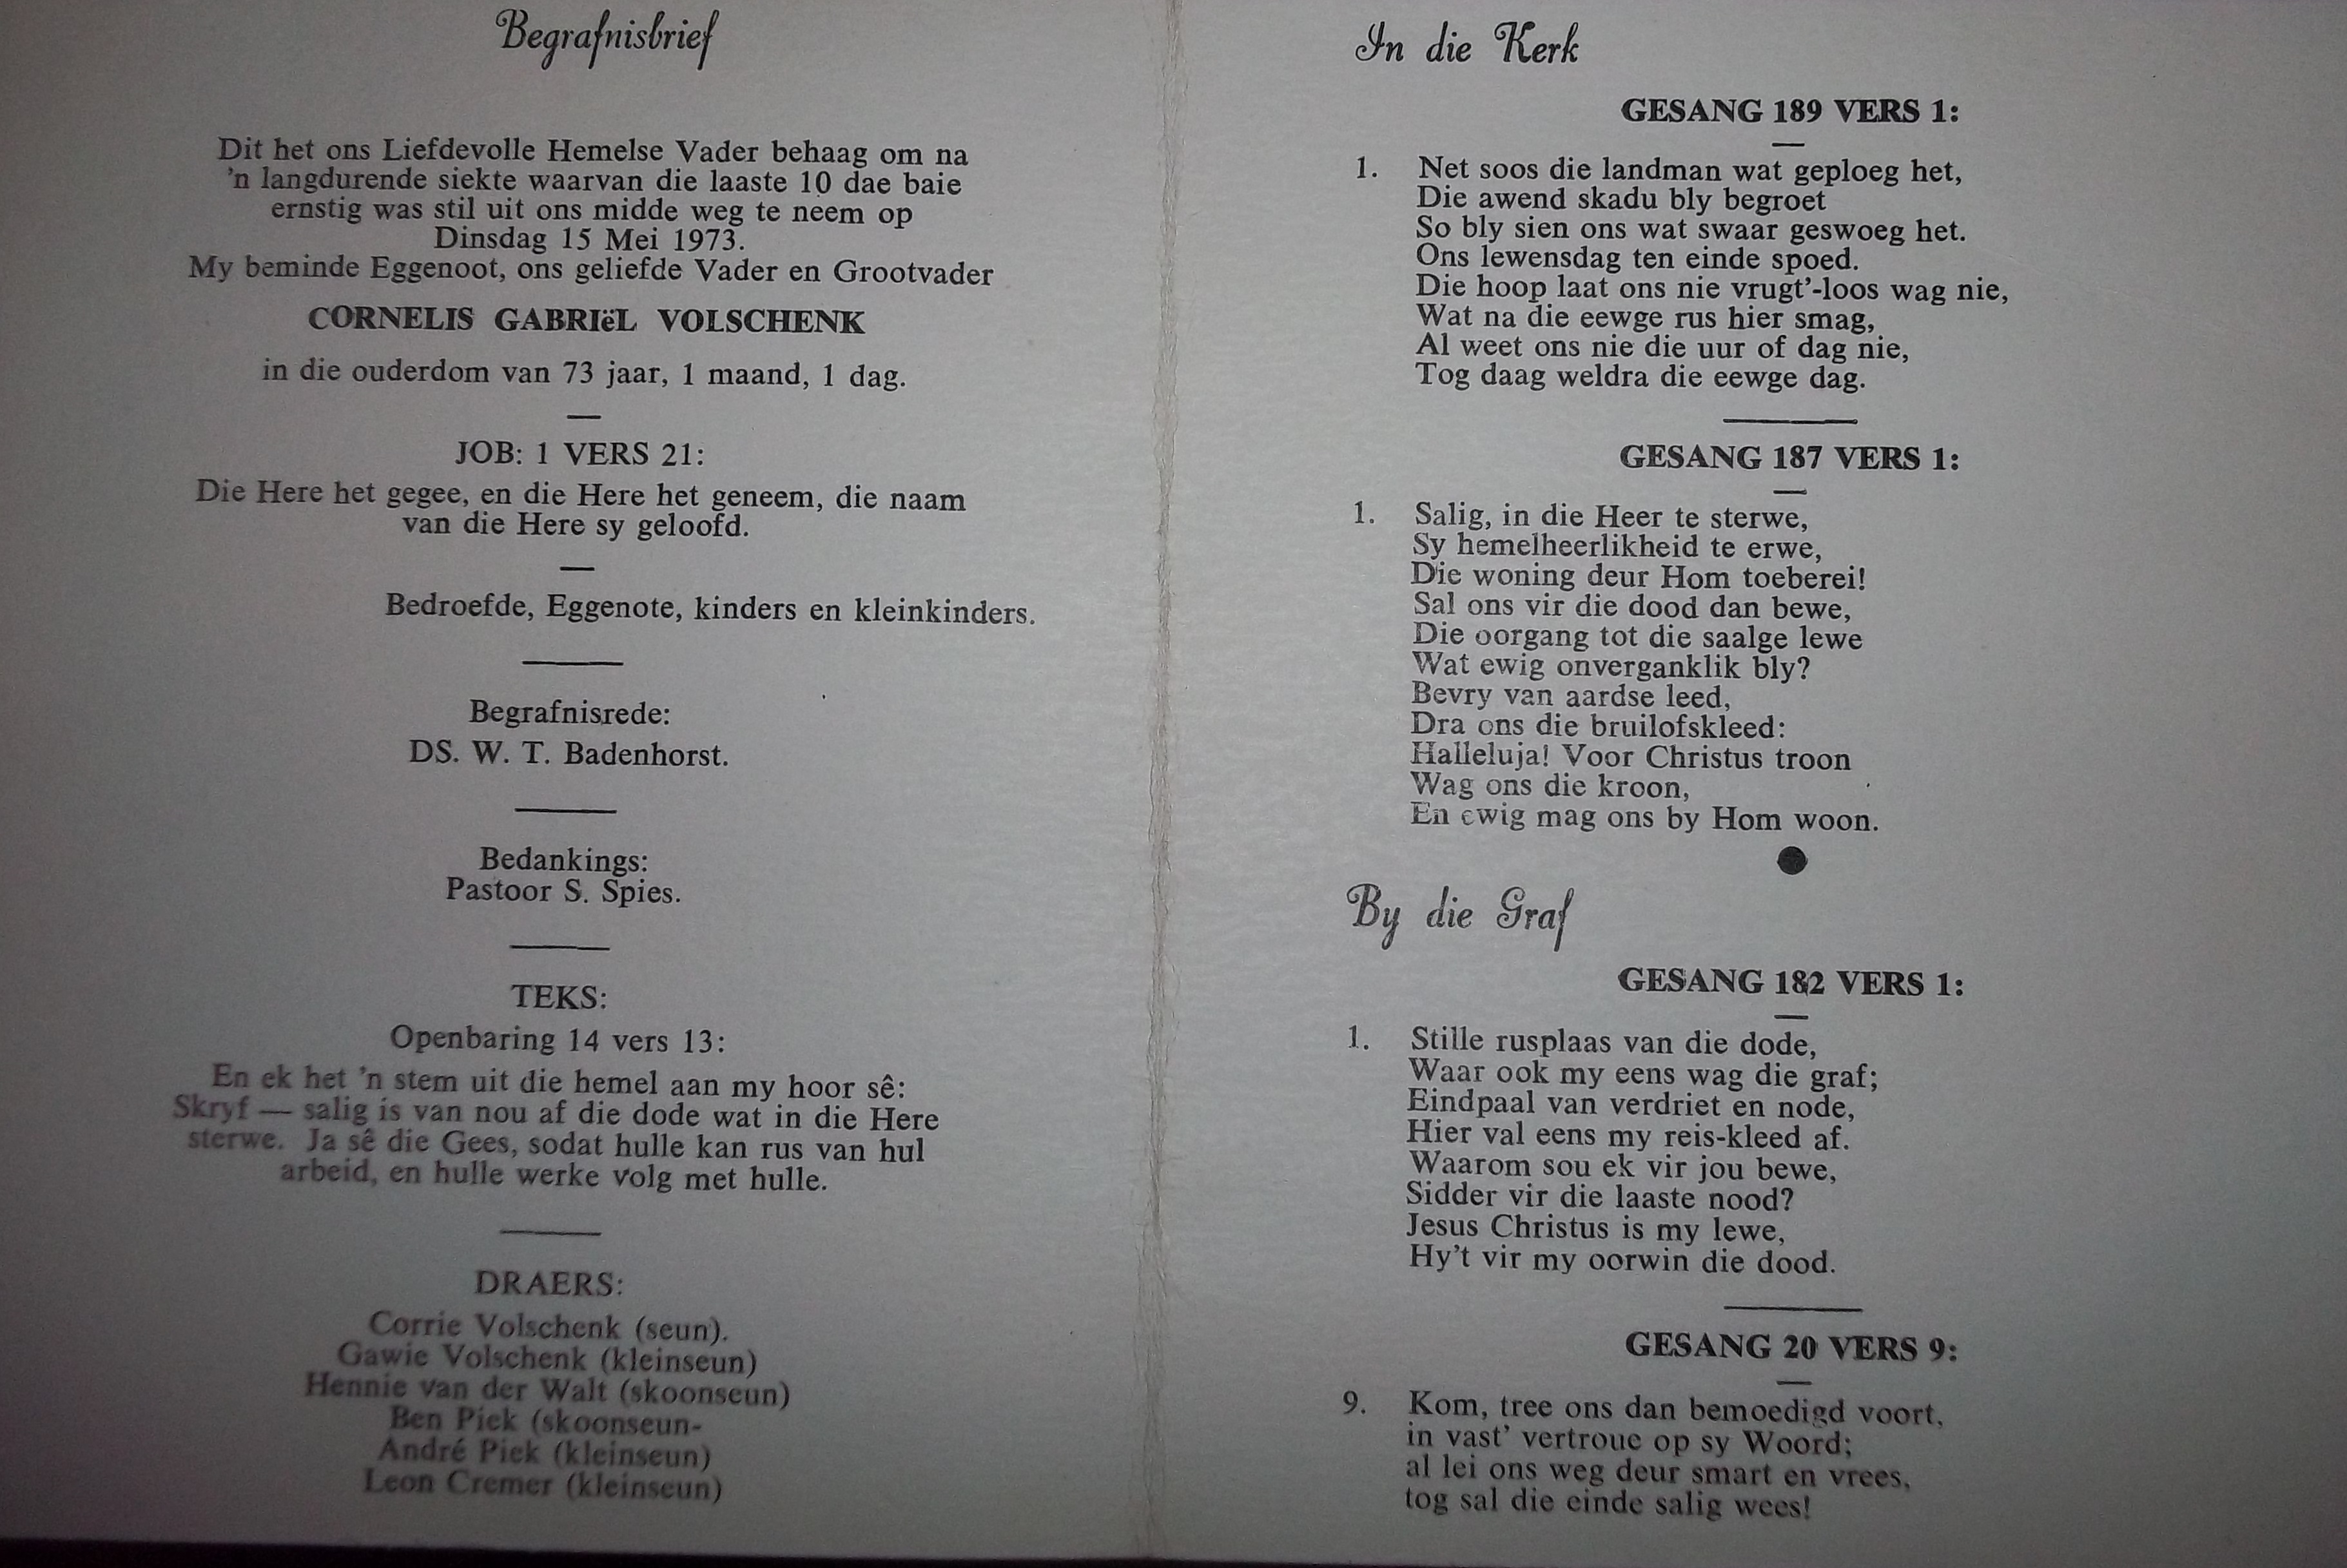 Begrafnisbrief
Dit het ons Liefdevolle Hemelse Vader behaag om na
'n langdurende siekte waarvan die laaste 10 dae baie
ernstig was stil uit ons midde weg te neem op
Dinsdag 15 Mei 1973.
My beminde Eggenoot, ons geliefde Vader en Grootvader
CORNELIS GABRIëL VOLSCHENK
in die ouderdom van 73 jaar, 1 maand, 1 dag.
JOB: 1 VERS 21:
Die Here het gegee, en die Here het geneem, die naam
van die Here sy geloofd.
Bedroefde, Eggenote, kinders en kleinkinders.
Begrafnisrede:
DS. W. T. Badenhorst.
Bedankings:
Pastoor S. Spies.
TEKS:
Openbaring 14 vers 13:
En ek het 'n stem uit die hemel aan my hoor sê:
Skryf — salig is van nou af die dode wat in die Here
sterwe. Ja sê die Gees, sodat hulle kan rus van hul
arbeid, en hulle werke volg met hulle.
DRAERS:
Corrie Volschenk (seun).
Gawie Volschenk (kleinseun)
Hennie van der Walt (skoonseun)
Ben Piek (skoonseun-
André Piek (kleinseun)
Leon Cremer (kleinseun)
In die Kerk
GESANG 189 VERS 1:
1. Net soos die landman wat geploeg het,
Die awend skadu bly begroet
So bly sien ons wat swaar geswoeg het.
Ons lewensdag ten einde spoed.
Die hoop laat ons nie vrugt'-loos wag nie,
Wat na die eewge rus hier smag,
Al weet ons nie die uur of dag nie,
Tog daag weldra die eewge dag.
GESANG 187 VERS 1:
1. Salig, in die Heer te sterwe,
Sy hemelheerlikheid te erwe,
Die woning deur Hom toeberei!
Sal ons vir die dood dan bewe,
Die oorgang tot die saalge lewe
Wat ewig onverganklik bly?
Bevry van aardse leed,
Dra ons die bruilofskleed:
Halleluja! Voor Christus troon
Wag ons die kroon,
En ewig mag ons by Hom woon.
By die Graf
GESANG 182 VERS 1:
1. Stille rusplaas van die dode,
Waar ook my eens wag die graf;
Eindpaal van verdriet en node,
Hier val eens my reis-kleed af.
Waarom sou ek vir jou bewe,
Sidder vir die laaste nood?
Jesus Christus is my lewe,
Hy't vir my oorwin die dood.
GESANG 20 VERS 9:
9. Kom, tree ons dan bemoedigd voort,
in vast' vertroue op sy Woord;
al lei ons weg deur smart en vrees,
tog sal die einde salig wees!